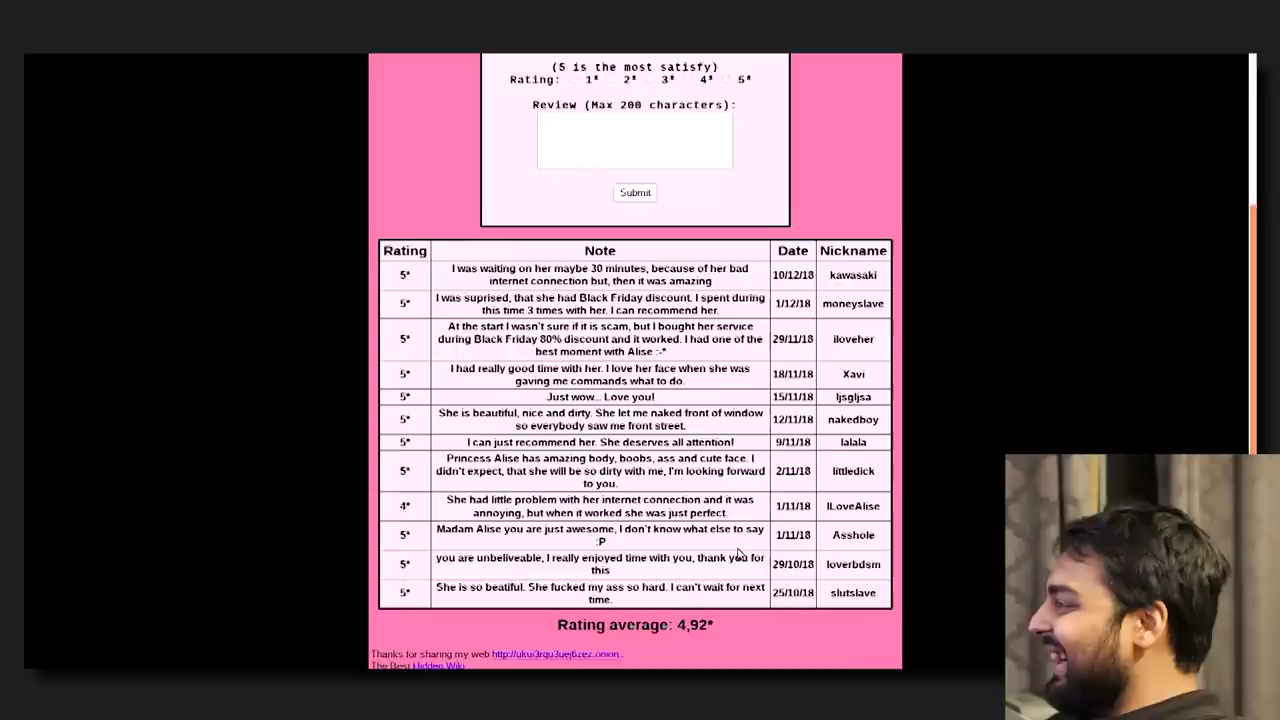 (5 is the most satisfy)
Rating: 1* 2* 3* 4* 5*
Review (Max 200 characters):
Submit
Rating Note Date Nickname
5* I was waiting on her maybe 30 minutes, because of her bad
internet connection but, then it was amazing 10/12/18 kawasaki
5* I was suprised, that she had Black Friday discount. I spent during
this time 3 times with her. I can recommend her. 1/12/18 moneyslave
At the start I wasn't sure if it is scam, but I bought her service
5* during Black Friday 80% discount and it worked. I had one of the 29/11/18 iloveher
best moment with Alise :-*
5* I had really good time with her. I love her face when she was
gaving me commands what to do. 18/11/18 Xavi
5* Just wow... Love you! 15/11/18 ljsgljsa
5* She is beautiful, nice and dirty. She let me naked front of window
so everybody saw me front street. 12/11/18 nakedboy
5* I can just recommend her. She deserves all attention! 9/11/18 lalala
Princess Alise has amazing body, boobs, ass and cute face. I
5* didn't expect, that she will be so dirty with me, I'm looking forward 2/11/18 littledick
to you.
4* She had little problem with her internet connection and it was
annoying, but when it worked she was just perfect. 1/11/18 ILoveAlise
5* Madam Alise you are just awesome, I don't know what else to say
:P 1/11/18 Asshole
5* you are unbeliveable, I really enjoyed time with you, thank you for
this 29/10/18 loverbdsm
5* She is so beatiful. She fucked my ass so hard. I can't wait for next
time. 25/10/18 slutslave
Rating average: 4,92*
Thanks for sharing my web
The Best Hidden Wiki